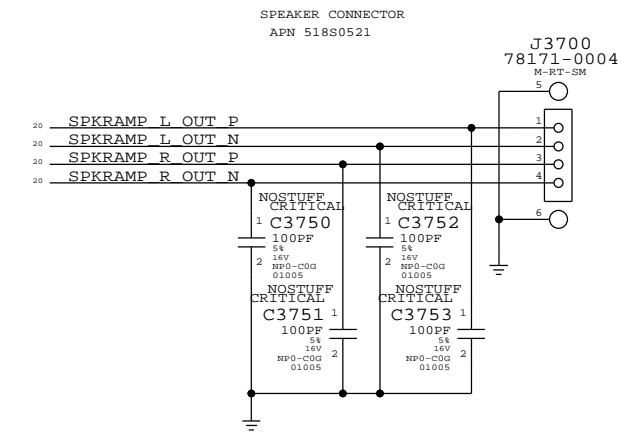 SPEAKER CONNECTOR
APN 518S0521
J3700
78171-0004
M-RT-SM
5
20 SPKRAMP_L_OUT_P 1
20 SPKRAMP_L_OUT_N 2
20 SPKRAMP_R_OUT_P 3
20 SPKRAMP_R_OUT_N 4
6
NOSTUFF
CRITICAL
1 C3750
100PF
5%
16V
2 NP0-C0G
01005
NOSTUFF
CRITICAL
1 C3752
100PF
5%
16V
2 NP0-C0G
01005
NOSTUFF
CRITICAL
C3751 1
100PF
5%
16V
NP0-C0G 2
01005
NOSTUFF
CRITICAL
C3753 1
100PF
5%
16V
NP0-C0G 2
01005